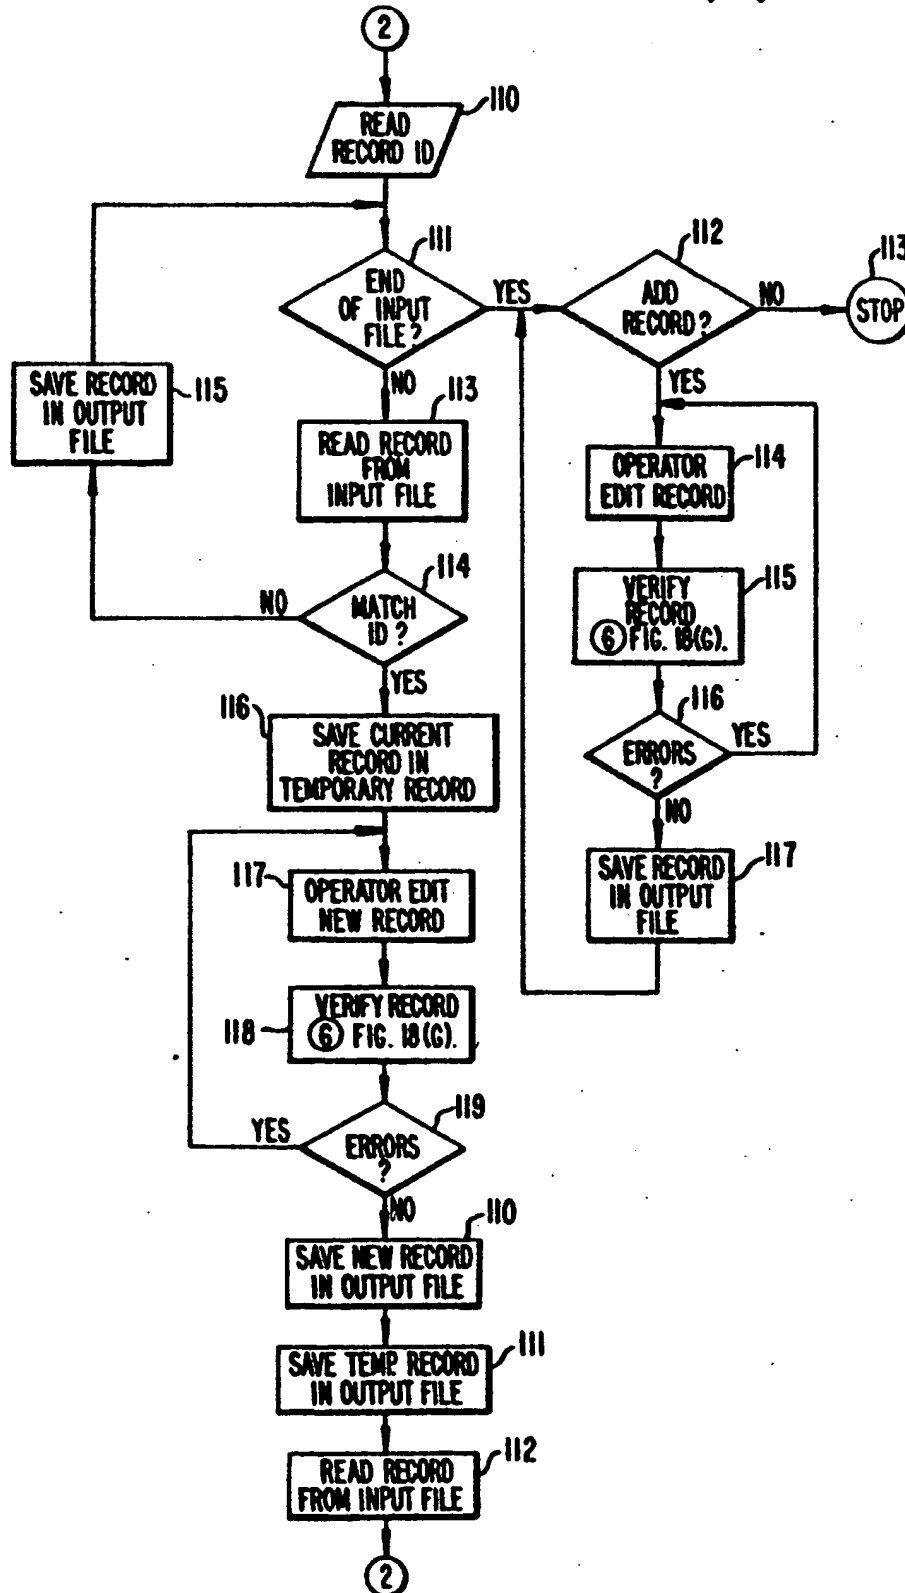 2
110
READ
RECORD ID
111
END
OF INPUT
FILE?
YES
112
ADD
RECORD?
NO
113
STOP
SAVE RECORD
IN OUTPUT
FILE
115
NO
113
READ RECORD
FROM
INPUT FILE
YES
OPERATOR
EDIT RECORD
114
114
MATCH
ID?
NO
VERIFY
RECORD
6 FIG. 18(G).
115
YES
116
SAVE CURRENT
RECORD IN
TEMPORARY RECORD
116
ERRORS
?
YES
NO
117
OPERATOR EDIT
NEW RECORD
SAVE RECORD
IN OUTPUT
FILE
117
118
VERIFY RECORD
6 FIG. 18(G).
119
YES
ERRORS
?
NO
110
SAVE NEW RECORD
IN OUTPUT FILE
111
SAVE TEMP. RECORD
IN OUTPUT FILE
112
READ RECORD
FROM INPUT FILE
2